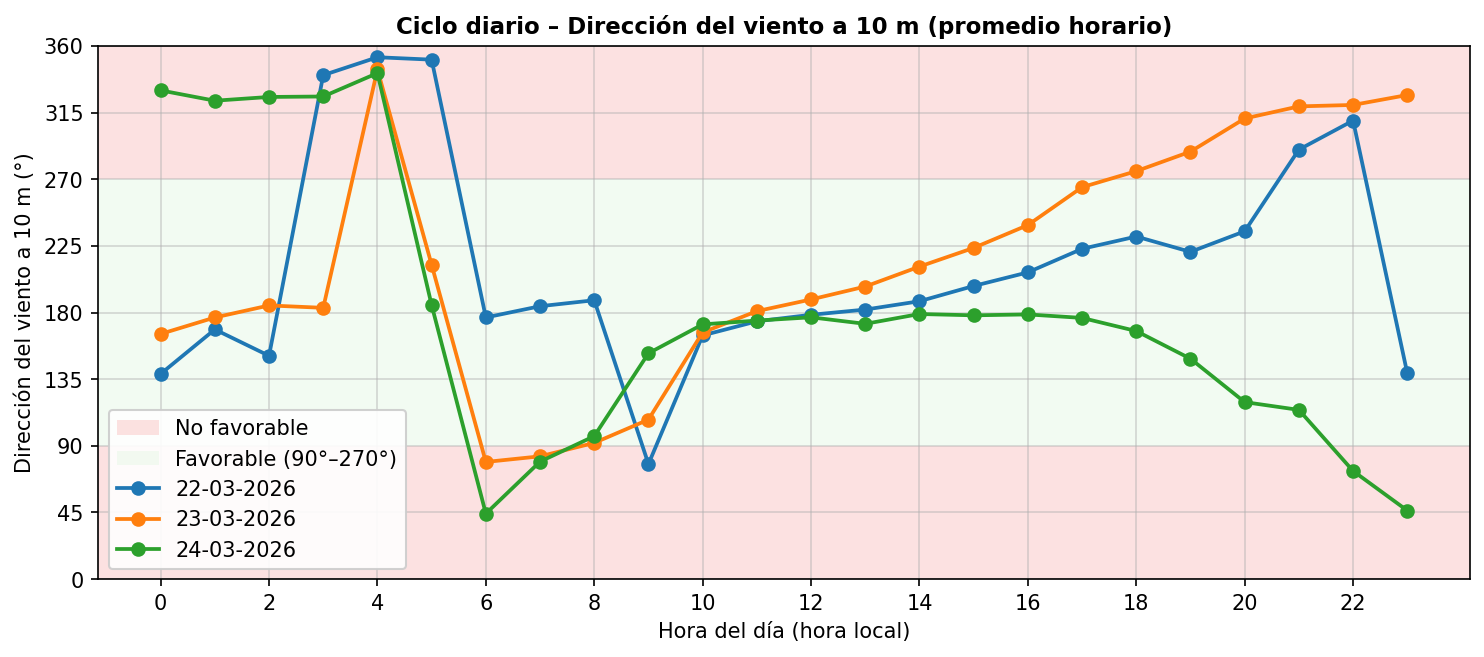 Ciclo diario – Dirección del viento a 10 m (promedio horario)
Dirección del viento a 10 m (°)
360
315
270
225
180
135
90
45
0
No favorable
Favorable (90°–270°)
22-03-2026
23-03-2026
24-03-2026
0 2 4 6 8 10 12 14 16 18 20 22
Hora del día (hora local)